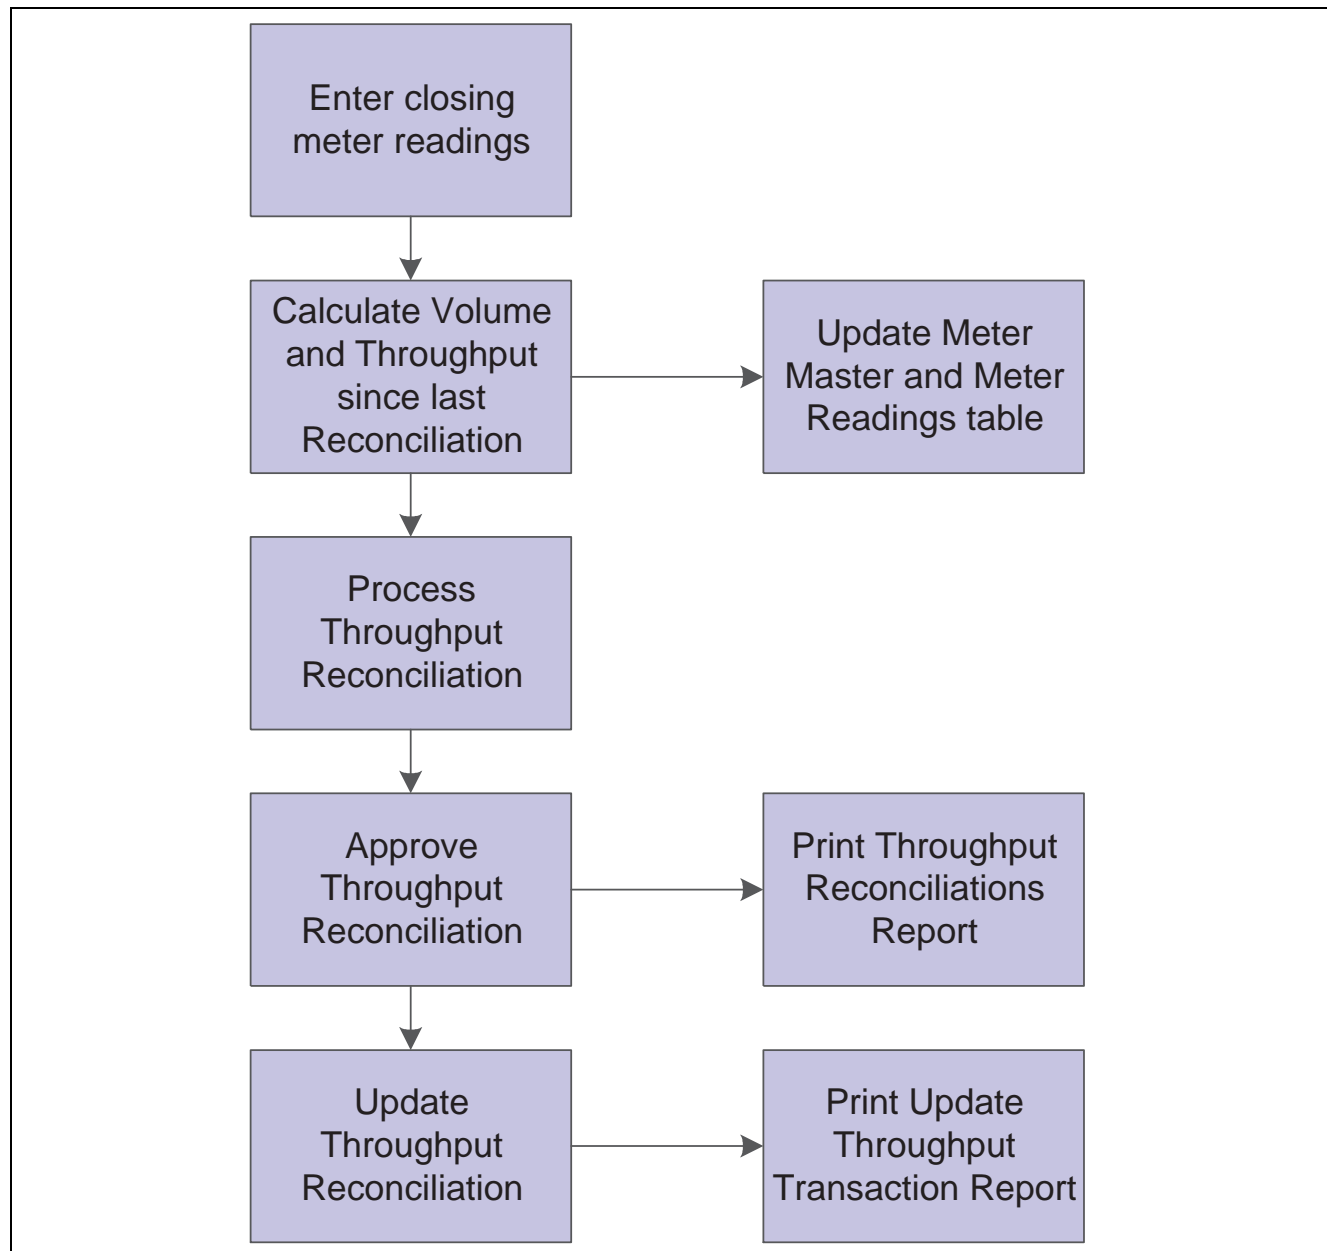 Enter closing
meter readings
Calculate Volume
and Throughput
since last
Reconciliation
Update Meter
Master and Meter
Readings table
Process
Throughput
Reconciliation
Approve
Throughput
Reconciliation
Print Throughput
Reconciliations
Report
Update
Throughput
Reconciliation
Print Update
Throughput
Transaction Report